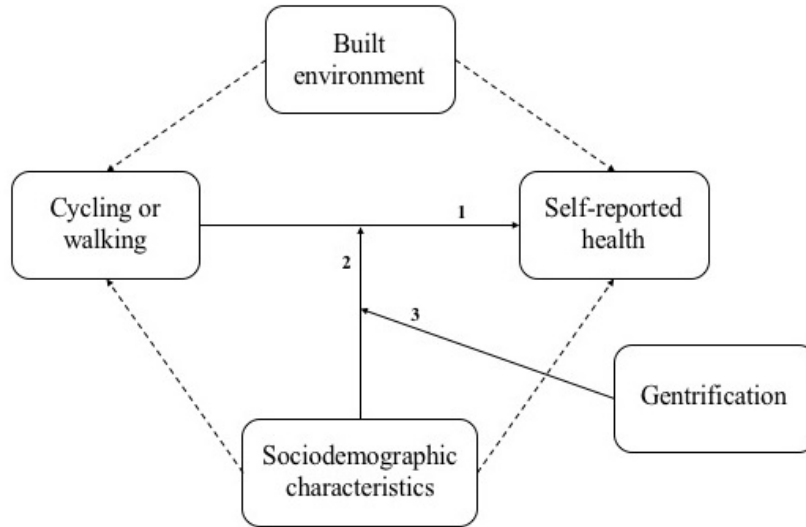 Built
environment
Cycling or
walking
1
Self-reported
health
2
3
Gentrification
Sociodemographic
characteristics